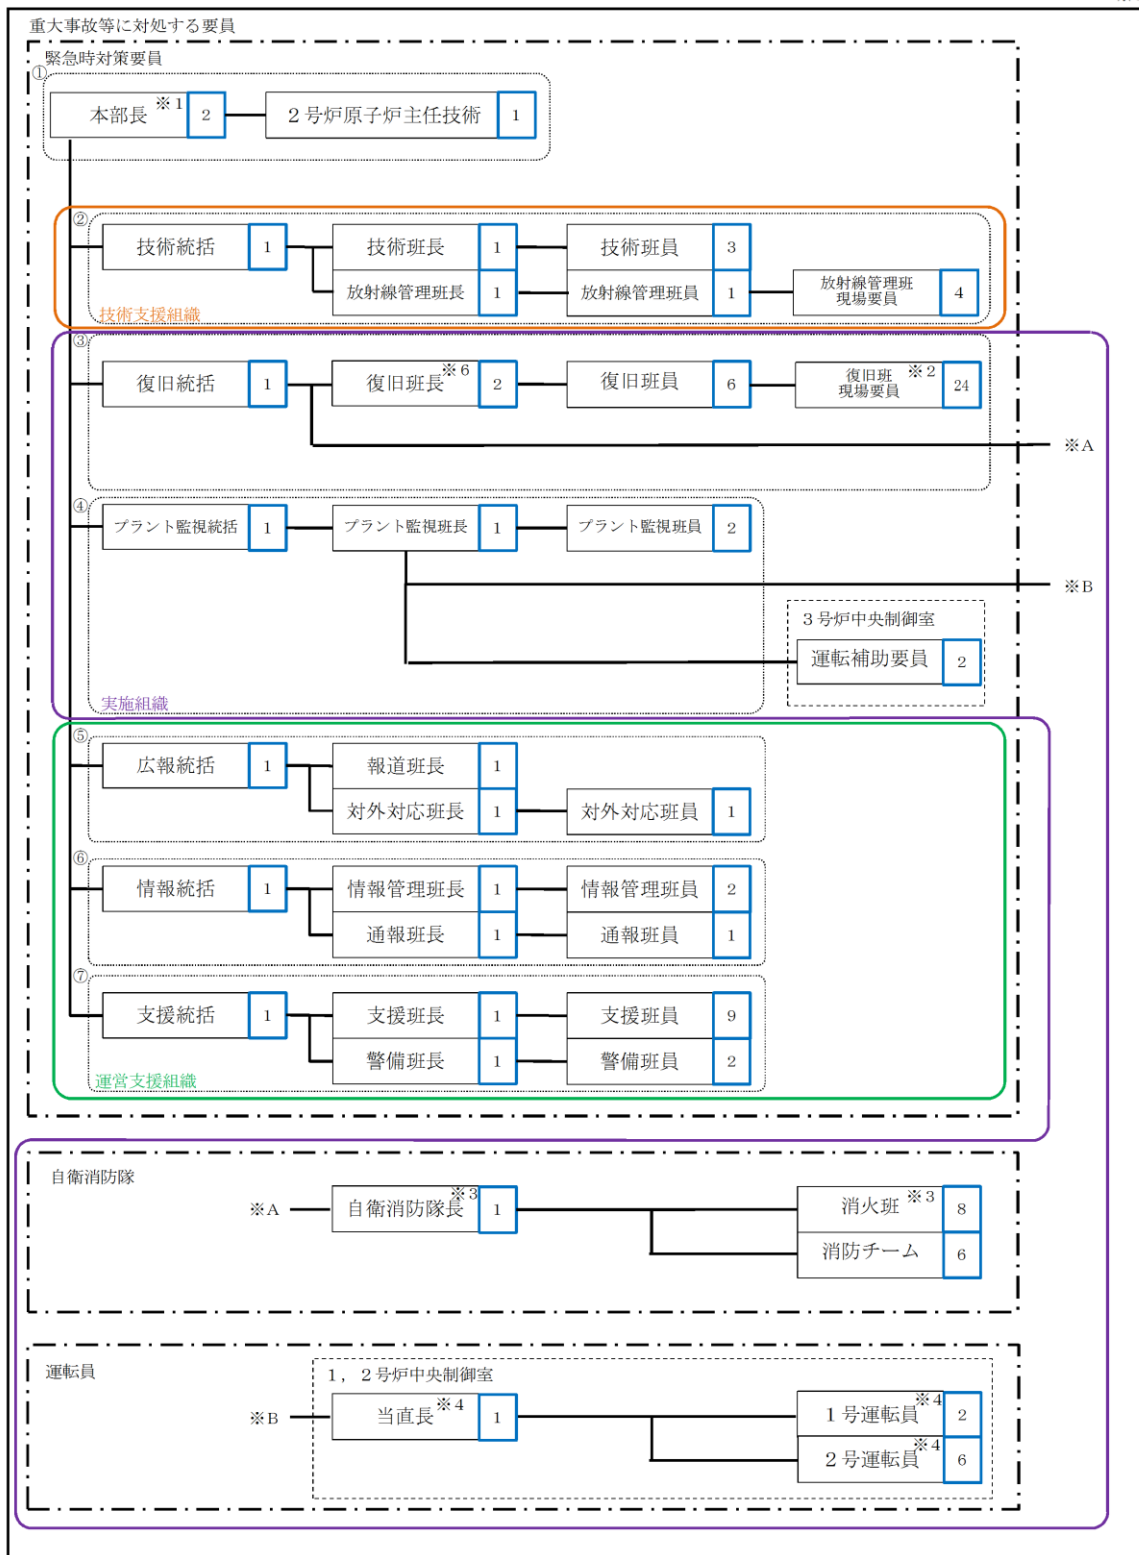 重大事故等に対処する要員
緊急時対策要員
①
本部長 ※1 2
2号炉原子炉主任技術 1
②
技術統括 1 技術班長 1 技術班員 3
放射線管理班長 1 放射線管理班員 1 放射線管理班 4
現場要員
技術支援組織
③
復旧統括 1 復旧班長 ※6 2 復旧班員 6 復旧班 ※2 24
現場要員
※A
④
プラント監視統括 1 プラント監視班長 1 プラント監視班員 2
※B
3号炉中央制御室
運転補助要員 2
実施組織
⑤
広報統括 1 報道班長 1
対外対応班長 1 対外対応班員 1
⑥
情報統括 1 情報管理班長 1 情報管理班員 2
通報班長 1 通報班員 1
⑦
支援統括 1 支援班長 1 支援班員 9
警備班長 1 警備班員 2
運営支援組織
自衛消防隊
※A 自衛消防隊長 ※3 1 消火班 ※3 8
消防チーム 6
運転員
1，2号炉中央制御室
※B 当直長 ※4 1 1号運転員 ※4 2
2号運転員 ※4 6